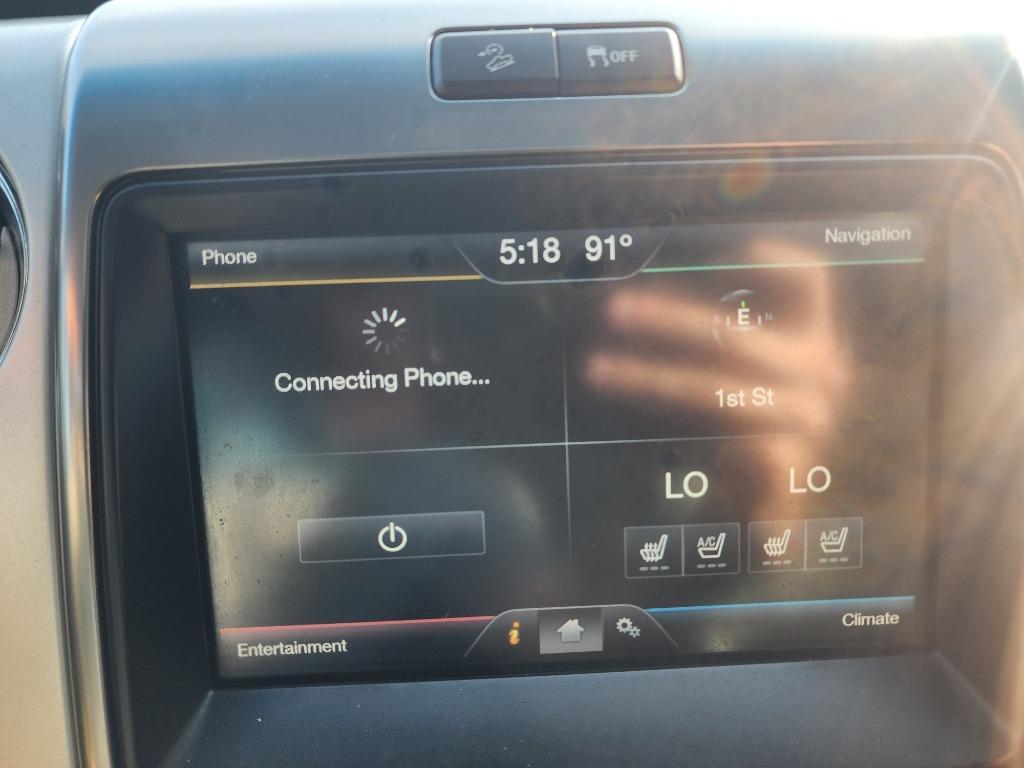 OFF
Phone
5:18 91°
Navigation
E N
Connecting Phone...
1st St
LO LO
A/C A/C
i
Entertainment
Climate